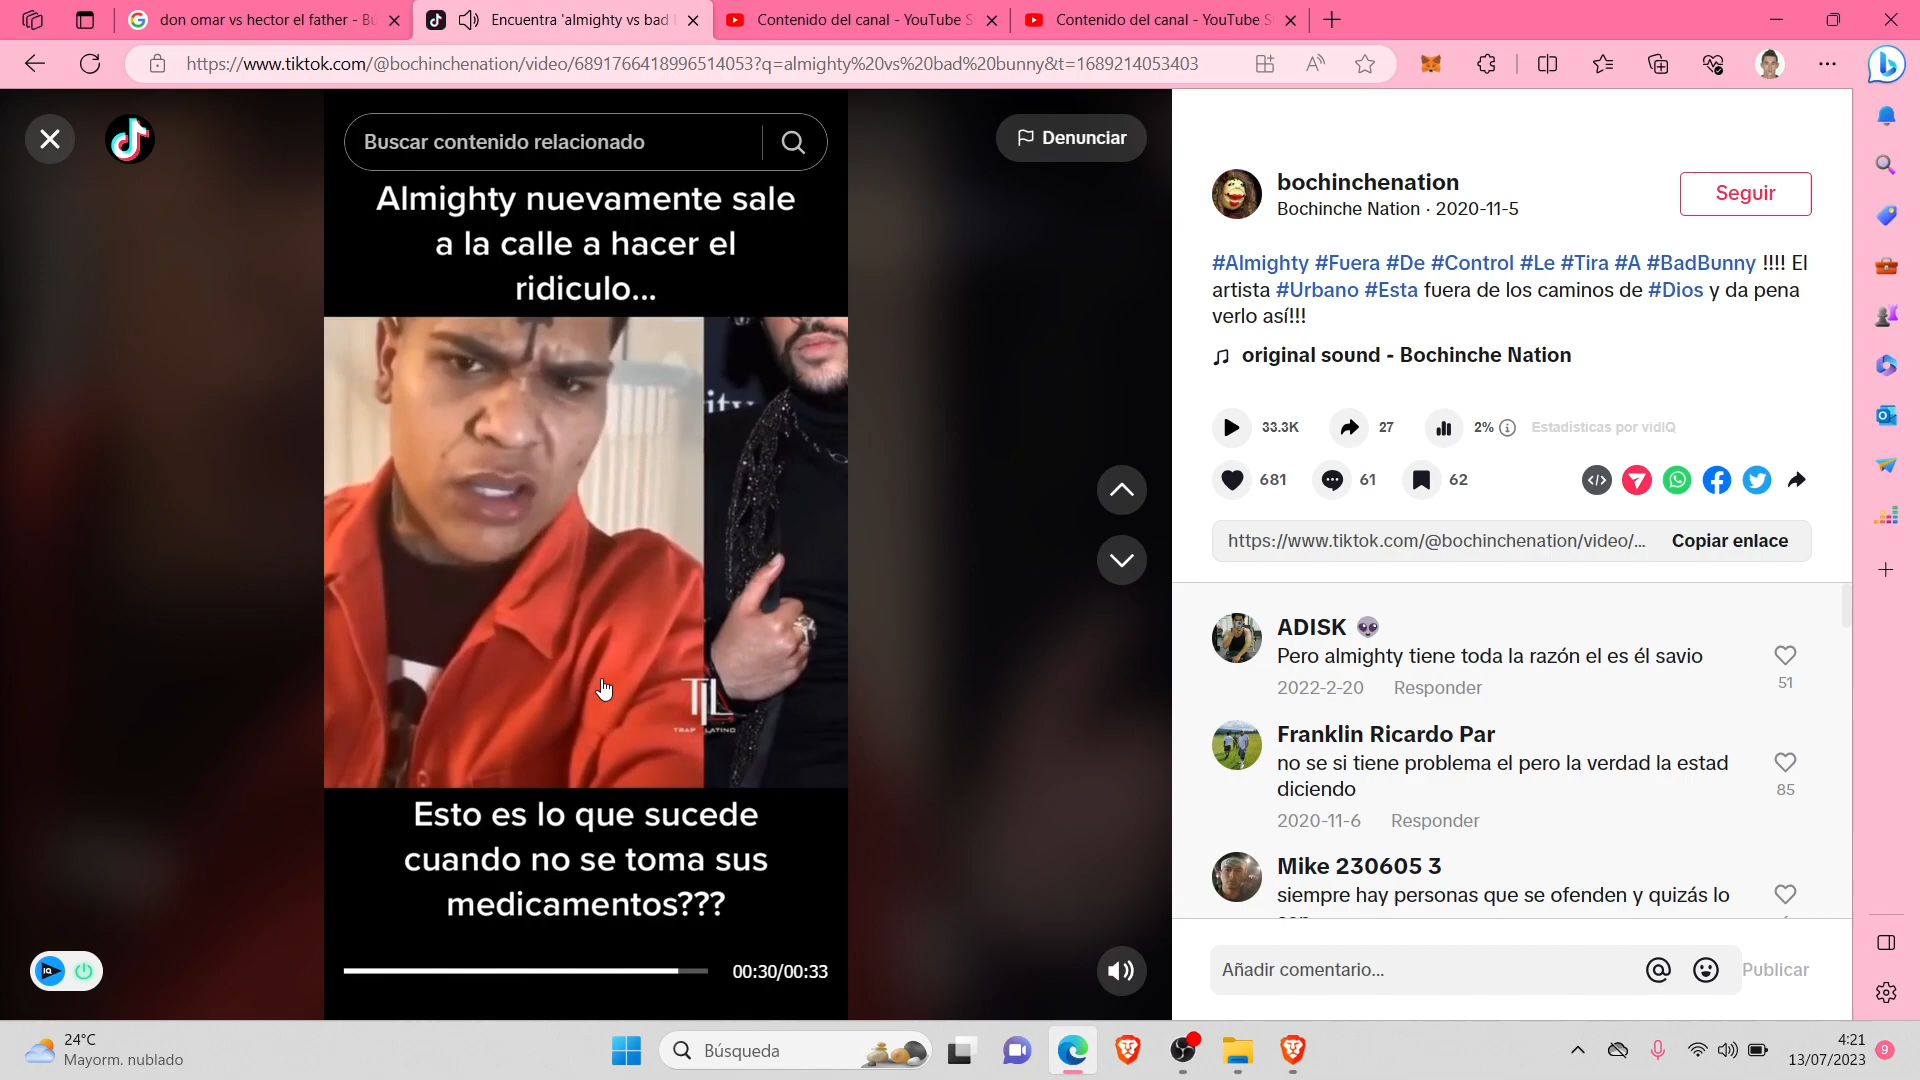 don omar vs hector el father - Bu
Encuentra 'almighty vs bad
Contenido del canal - YouTube S
Contenido del canal - YouTube S
https://www.tiktok.com/@bochinchenation/video/6891766418996514053?q=almighty%20vs%20bad%20bunny&t=1689214053403
Buscar contenido relacionado
Denunciar
Almighty nuevamente sale
a la calle a hacer el
ridiculo...
TL
TRAP LATINO
Esto es lo que sucede
cuando no se toma sus
medicamentos???
00:30/00:33
IQ
bochinchenation
Bochinche Nation · 2020-11-5
Seguir
#Almighty #Fuera #De #Control #Le #Tira #A #BadBunny !!!! El
artista #Urbano #Esta fuera de los caminos de #Dios y da pena
verlo así!!!
original sound - Bochinche Nation
33.3K 27 2% Estadisticas por vidIQ
681 61 62
https://www.tiktok.com/@bochinchenation/video/... Copiar enlace
ADISK
Pero almighty tiene toda la razón el es él savio
2022-2-20 Responder
51
Franklin Ricardo Par
no se si tiene problema el pero la verdad la estad
diciendo
2020-11-6 Responder
85
Mike 230605 3
siempre hay personas que se ofenden y quizás lo
Añadir comentario...
Publicar
24°C
Mayorm. nublado
Búsqueda
4:21
13/07/2023
9